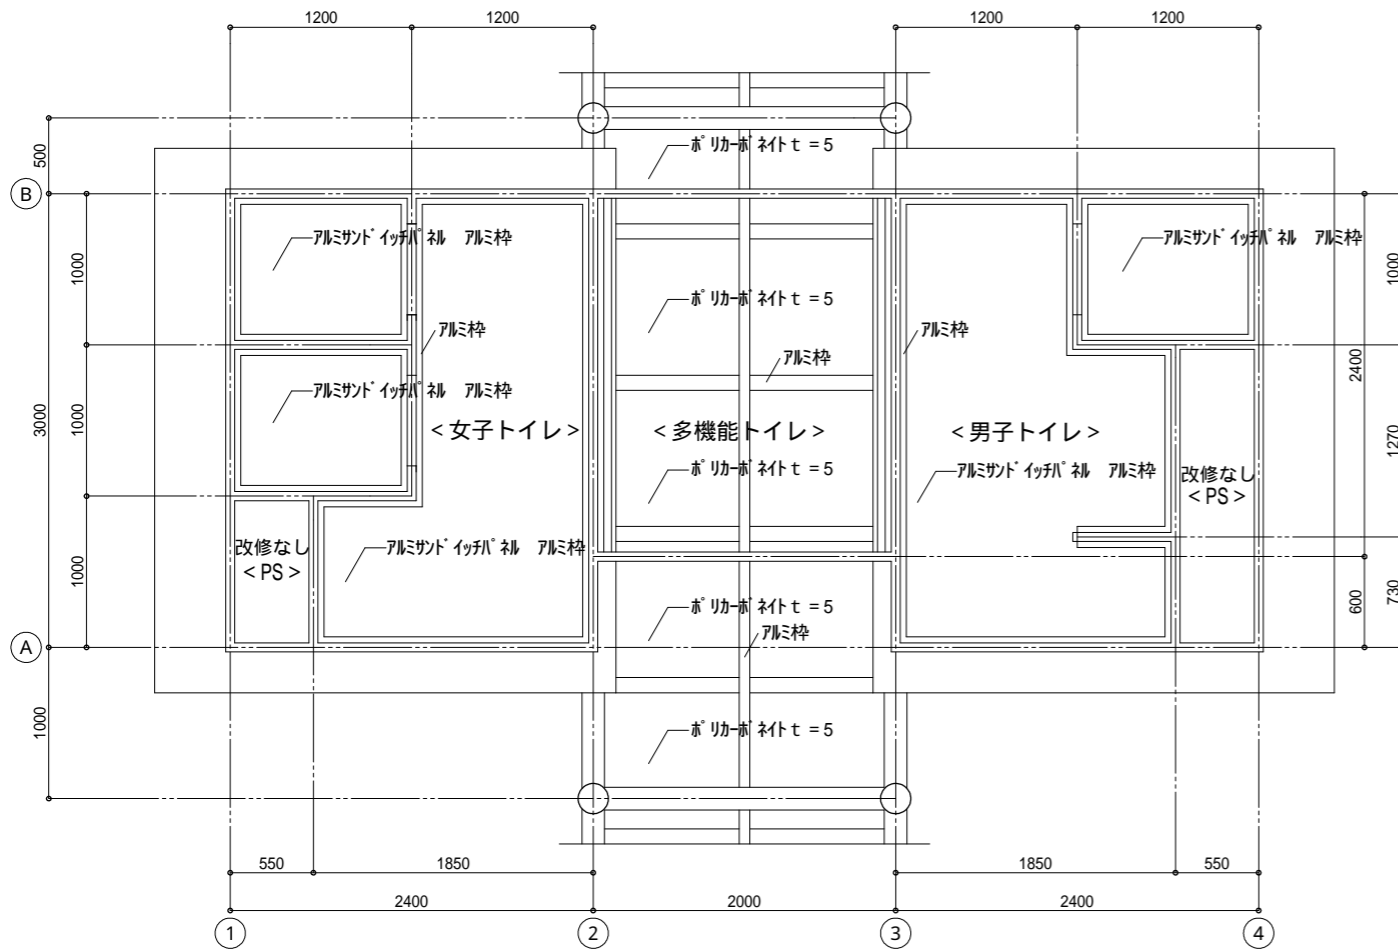 1200
1200
1200
1200
500
ポリカーボネイト t = 5
B
アルミサンドイッチパネル アルミ枠
アルミサンドイッチパネル アルミ枠
1000
1000
ポリカーボネイト t = 5
アルミ枠
アルミ枠
アルミ枠
2400
アルミサンドイッチパネル アルミ枠
3000
1000
<女子トイレ>
<多機能トイレ>
<男子トイレ>
1270
ポリカーボネイト t = 5
アルミサンドイッチパネル アルミ枠
改修なし
<PS>
改修なし
<PS>
アルミサンドイッチパネル アルミ枠
1000
600
730
ポリカーボネイト t = 5
アルミ枠
A
1000
ポリカーボネイト t = 5
550
1850
1850
550
2400
2000
2400
1
2
3
4